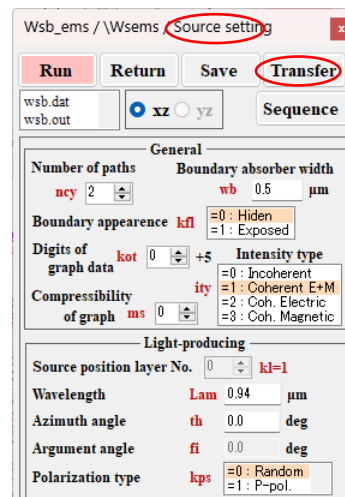 Wsb_ems / \Wsems / Source setting x
Run Return Save Transfer
wsb.dat
wsb.out
xz yz Sequence
General
Number of paths Boundary absorber width
ncy 2 wb 0.5 μm
Boundary appearence kfl =0 : Hiden
=1 : Exposed
Digits of
graph data kot 0 +5 Intensity type
ity =0 : Incoherent
=1 : Coherent E+M
=2 : Coh. Electric
=3 : Coh. Magnetic
Compressibility
of graph ms 0
Light-producing
Source position layer No. 0 kl=1
Wavelength Lam 0.94 μm
Azimuth angle th 0.0 deg
Argument angle fi 0.0 deg
Polarization type kps =0 : Random
=1 : P-pol.